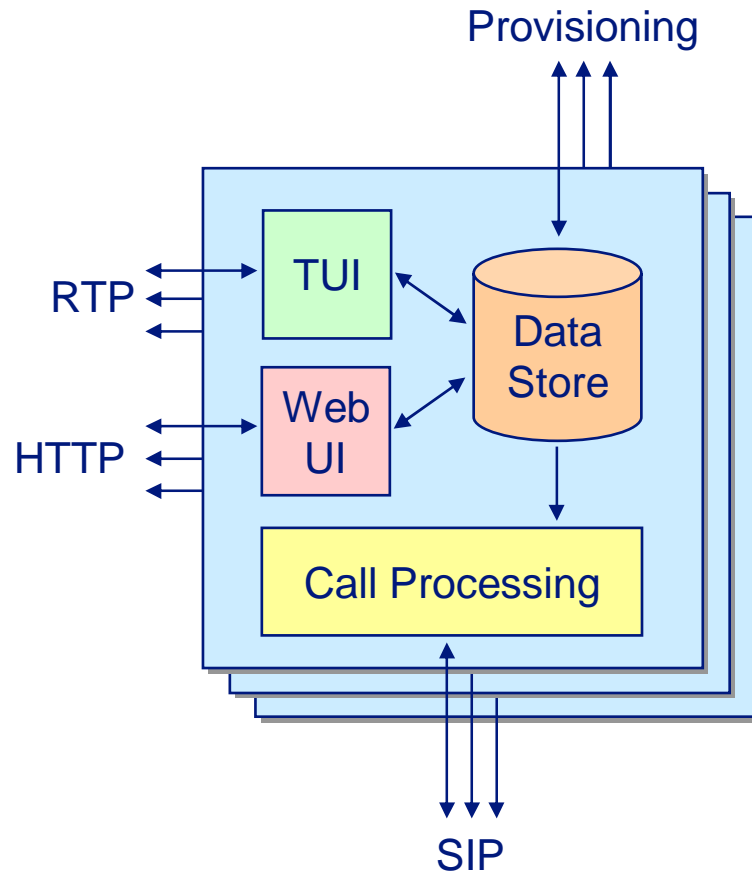 Provisioning
TUI
RTP
Data
Store
Web
UI
HTTP
Call Processing
SIP